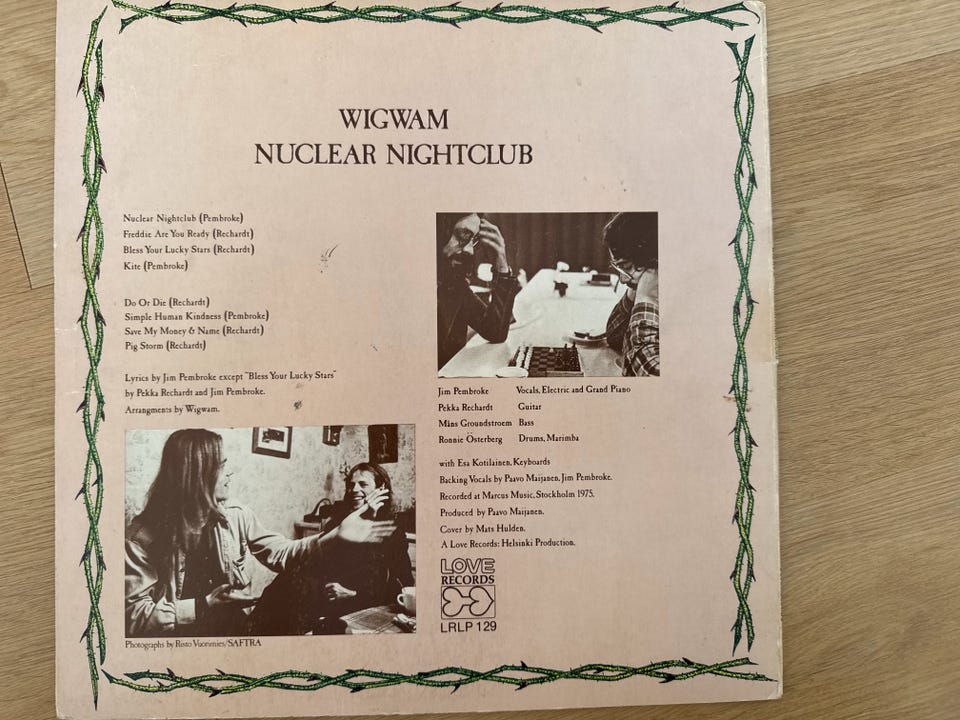 WIGWAM
NUCLEAR NIGHTCLUB
Nuclear Nightclub (Pembroke)
Freddie Are You Ready (Rechardt)
Bless Your Lucky Stars (Rechardt)
Kite (Pembroke)
Do Or Die (Rechardt)
Simple Human Kindness (Pembroke)
Save My Money & Name (Rechardt)
Pig Storm (Rechardt)
Lyrics by Jim Pembroke except "Bless Your Lucky Stars"
by Pekka Rechardt and Jim Pembroke.
Arrangments by Wigwam.
Photographs by Risto Vuorimies/SAFTRA
Jim Pembroke Vocals, Electric and Grand Piano
Pekka Rechardt Guitar
Måns Groundstroem Bass
Ronnie Österberg Drums, Marimba
with Esa Kotilainen, Keyboards
Backing Vocals by Paavo Maijanen, Jim Pembroke.
Recorded at Marcus Music, Stockholm 1975.
Produced by Paavo Maijanen.
Cover by Mats Hulden.
A Love Records: Helsinki Production.
LOVE
RECORDS
LRLP 129